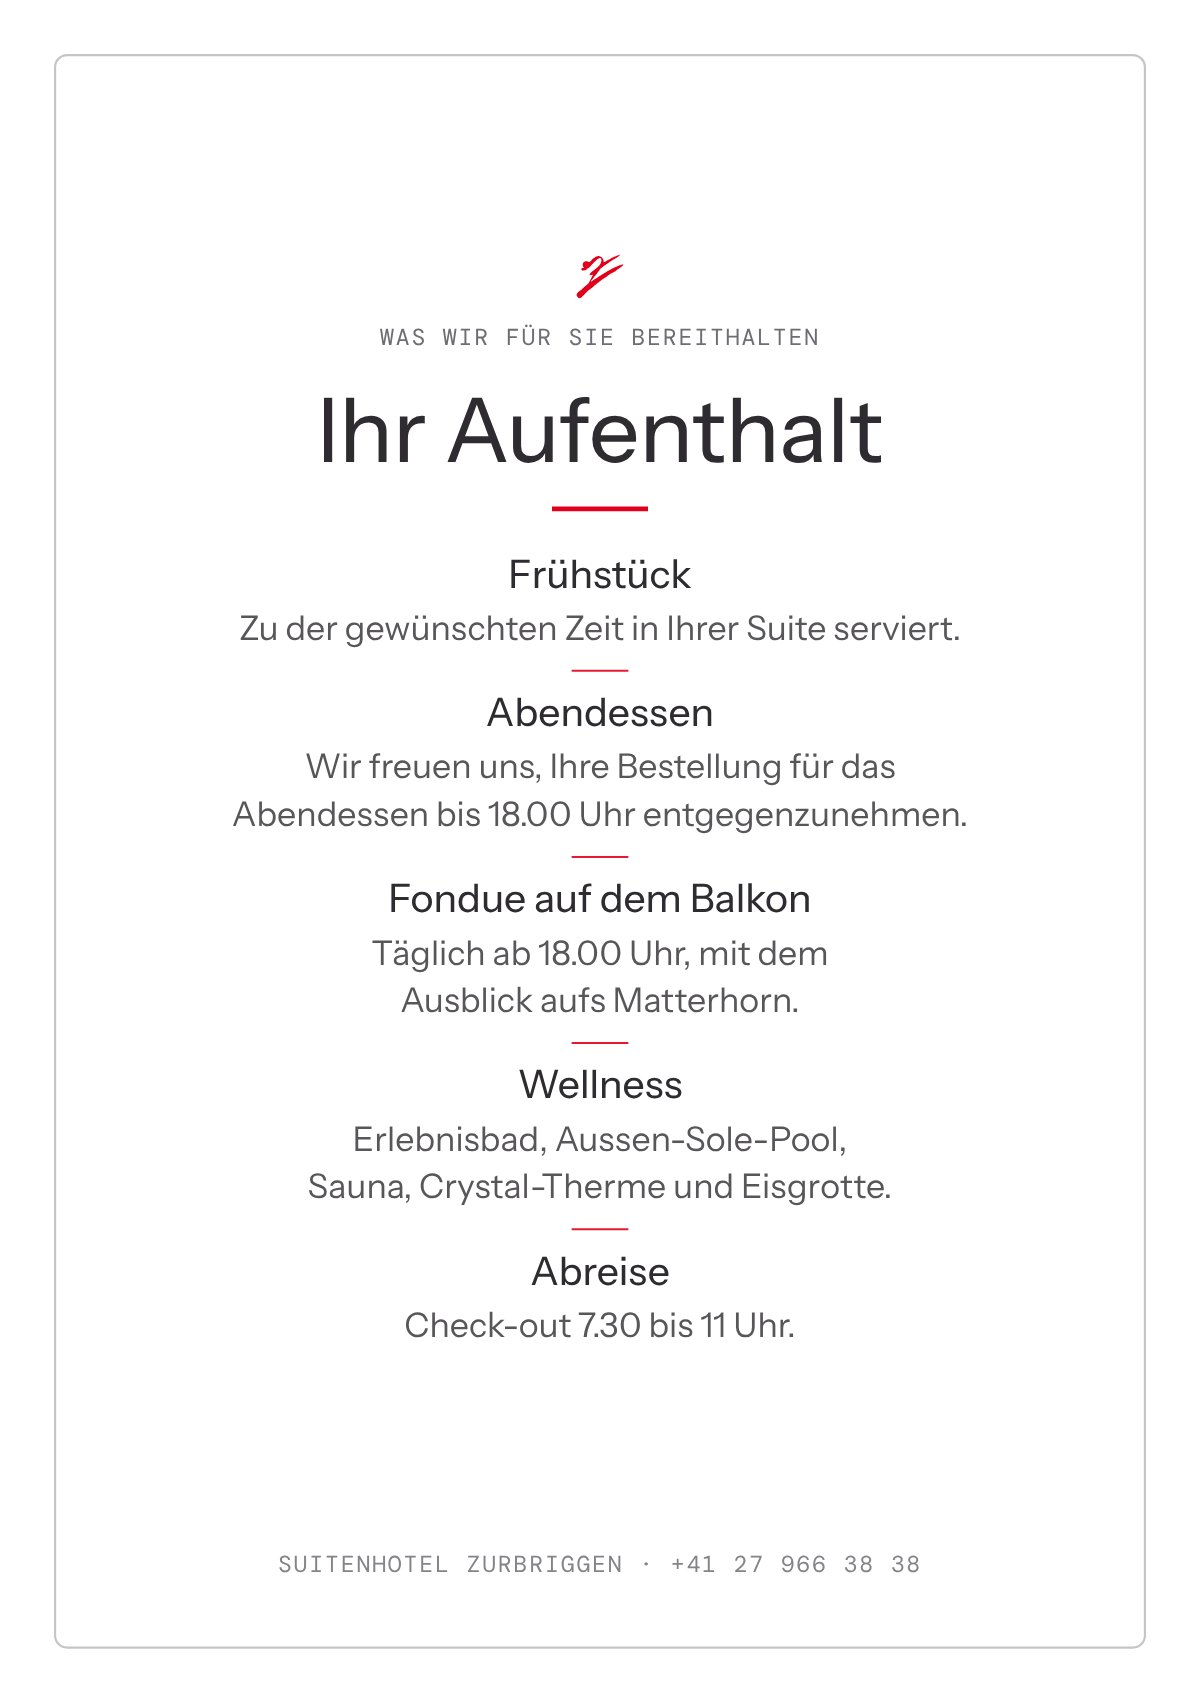 WAS WIR FÜR SIE BEREITHALTEN
Ihr Aufenthalt
Frühstück
Zu der gewünschten Zeit in Ihrer Suite serviert.
Abendessen
Wir freuen uns, Ihre Bestellung für das
Abendessen bis 18.00 Uhr entgegenzunehmen.
Fondue auf dem Balkon
Täglich ab 18.00 Uhr, mit dem
Ausblick aufs Matterhorn.
Wellness
Erlebnisbad, Aussen-Sole-Pool,
Sauna, Crystal-Therme und Eisgrotte.
Abreise
Check-out 7.30 bis 11 Uhr.
SUITENHOTEL ZURBRIGGEN · +41 27 966 38 38